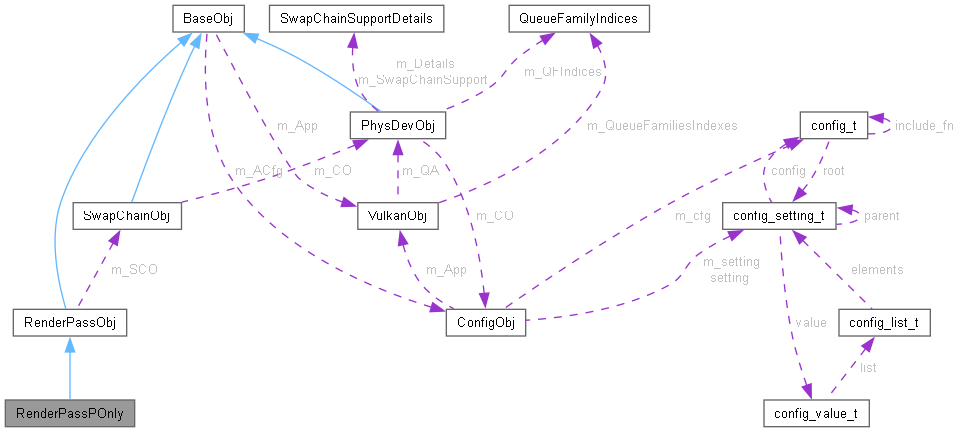 BaseObj
SwapChainSupportDetails
QueueFamilyIndices
m_Details
m_SwapChainSupport
m_QFIndices
PhysDevObj
config_t
include_fn
m_App
m_QueueFamiliesIndexes
m_ACfg
m_CO
m_QA
config
root
SwapChainObj
VulkanObj
m_CO
m_cfg
config_setting_t
parent
m_SCO
m_App
m_setting
setting
elements
RenderPassObj
ConfigObj
value
config_list_t
list
RenderPassPOnly
config_value_t